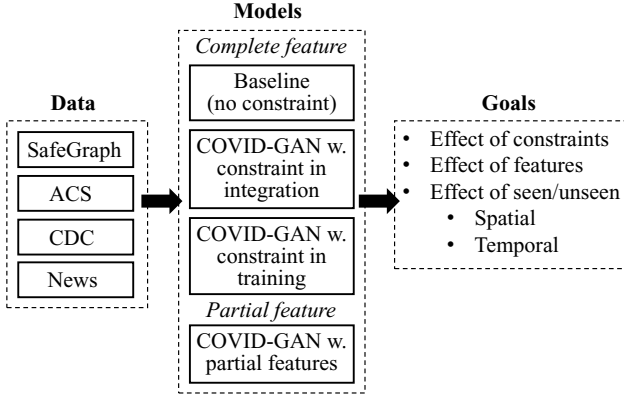 Models
Complete feature
Baseline
(no constraint)
Data
Goals
SafeGraph
ACS
CDC
News
COVID-GAN w.
constraint in
integration
COVID-GAN w.
constraint in
training
Partial feature
COVID-GAN w.
partial features
• Effect of constraints
• Effect of features
• Effect of seen/unseen
• Spatial
• Temporal